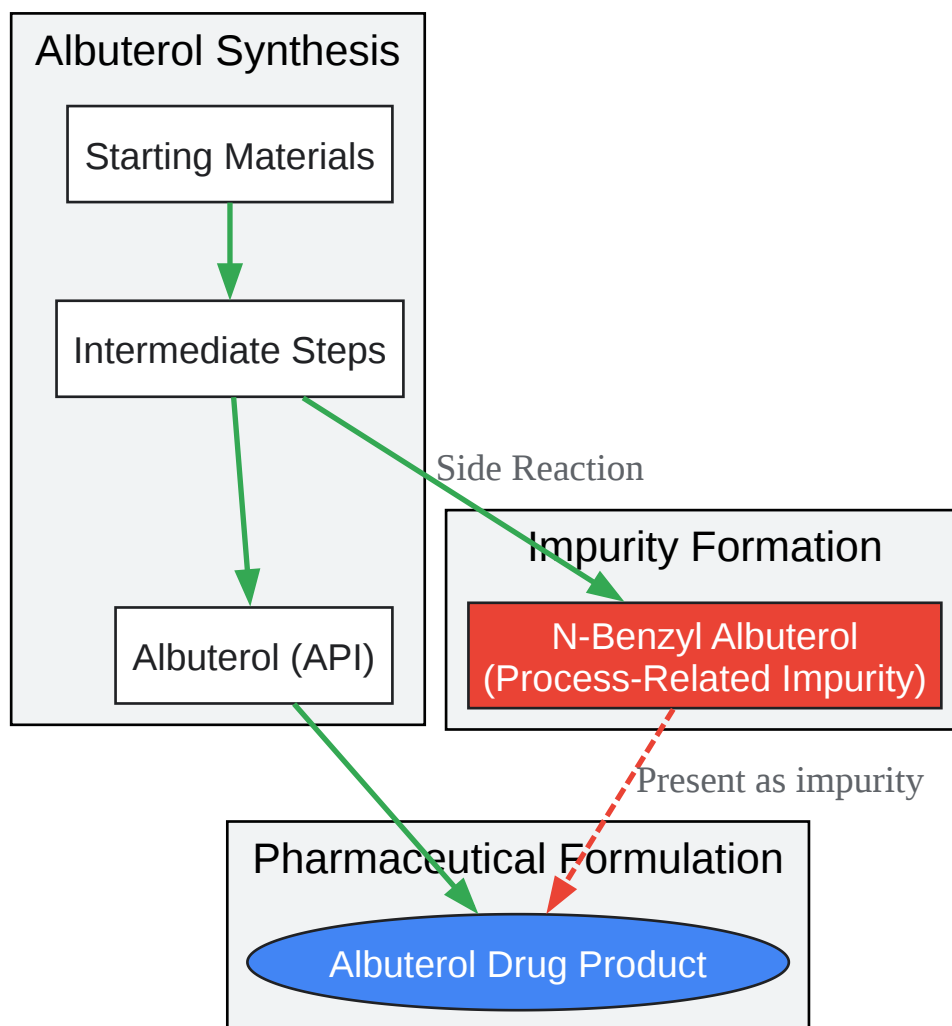 Albuterol Synthesis
Starting Materials
Intermediate Steps
Side Reaction
Impurity Formation
N-Benzyl Albuterol
(Process-Related Impurity)
Albuterol (API)
Present as impurity
Pharmaceutical Formulation
Albuterol Drug Product